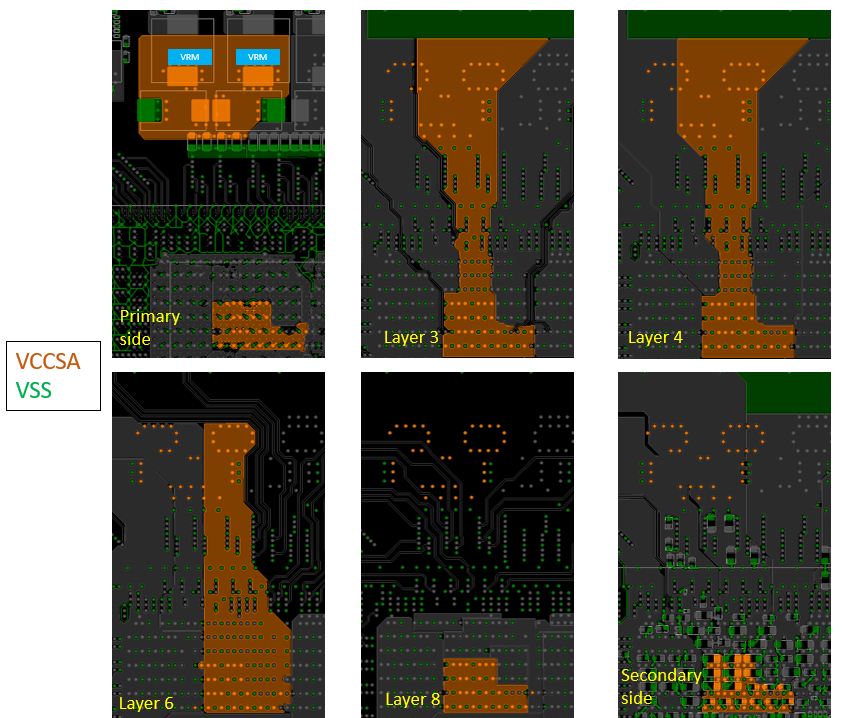 VRM VRM
Primary
side
Layer 3
Layer 4
VCCSA
VSS
Layer 6
Layer 8
Secondary
side